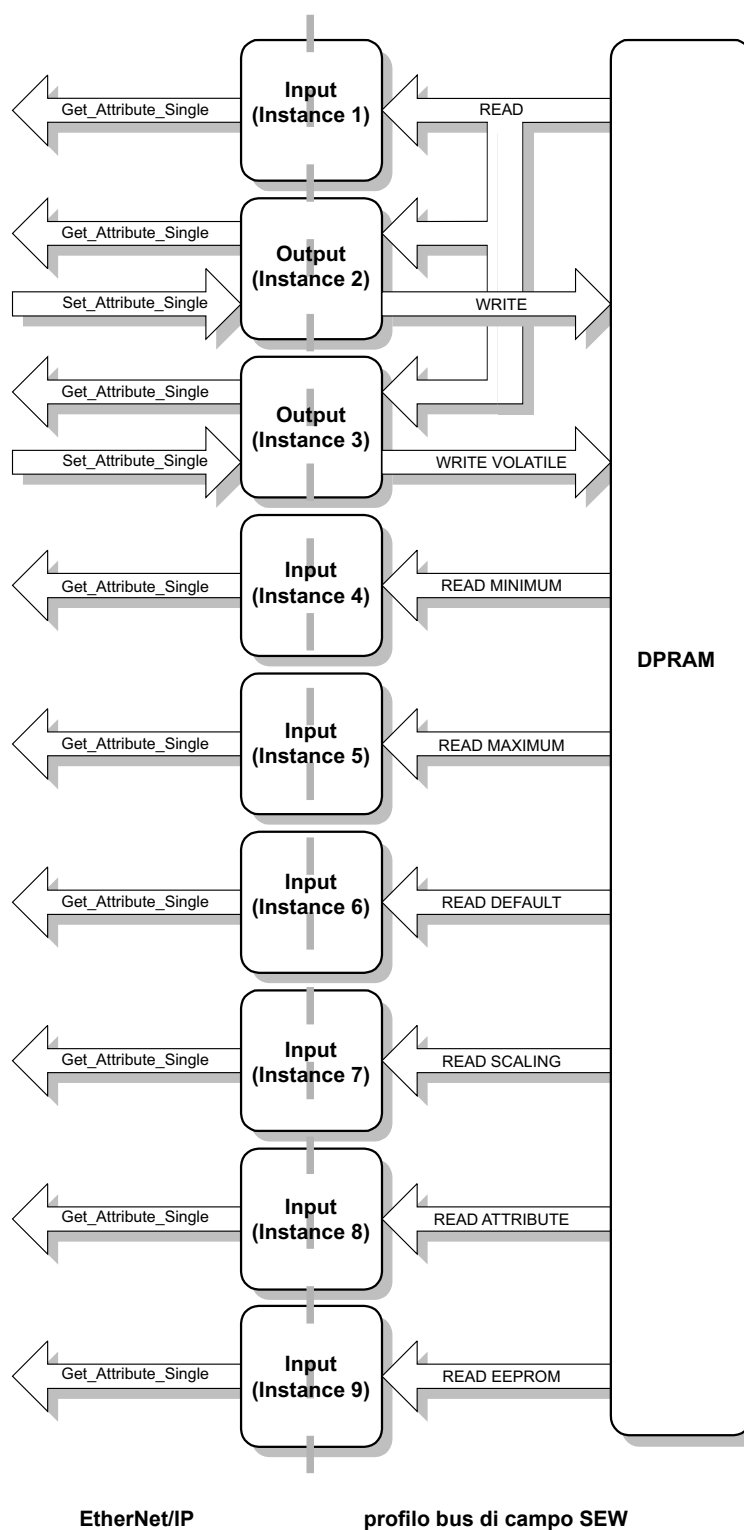 Input
(Instance 1)
Get_Attribute_Single
READ
Get_Attribute_Single
Output
(Instance 2)
Set_Attribute_Single
WRITE
Get_Attribute_Single
Output
(Instance 3)
Set_Attribute_Single
WRITE VOLATILE
Input
(Instance 4)
Get_Attribute_Single
READ MINIMUM
DPRAM
Input
(Instance 5)
Get_Attribute_Single
READ MAXIMUM
Input
(Instance 6)
Get_Attribute_Single
READ DEFAULT
Input
(Instance 7)
Get_Attribute_Single
READ SCALING
Input
(Instance 8)
Get_Attribute_Single
READ ATTRIBUTE
Input
(Instance 9)
Get_Attribute_Single
READ EEPROM
EtherNet/IP
profilo bus di campo SEW